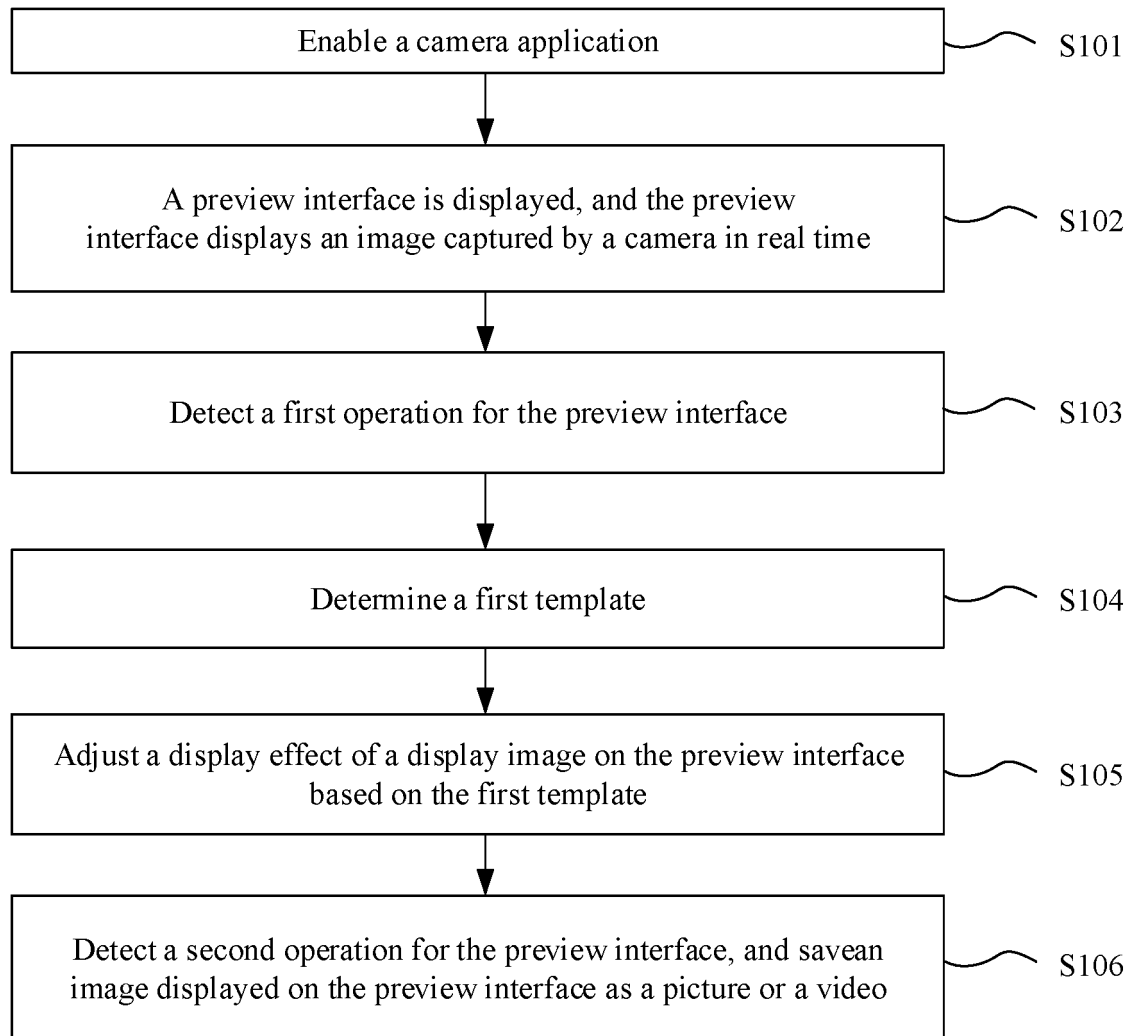 Enable a camera application
S101
A preview interface is displayed, and the preview
interface displays an image captured by a camera in real time
S102
Detect a first operation for the preview interface
S103
Determine a first template
S104
Adjust a display effect of a display image on the preview interface
based on the first template
S105
Detect a second operation for the preview interface, and savean
image displayed on the preview interface as a picture or a video
S106